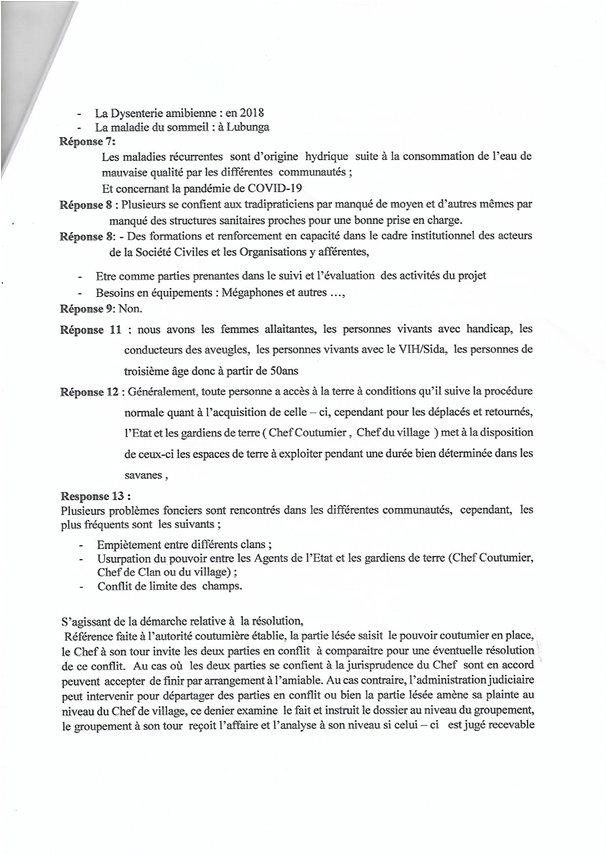 - La Dysenterie amibienne : en 2018
- La maladie du sommeil : à Lubunga
Réponse 7:
Les maladies récurrentes sont d'origine hydrique suite à la consommation de l'eau de
mauvaise qualité par les différentes communautés ;
Et concernant la pandémie de COVID-19
Réponse 8 : Plusieurs se confient aux tradipraticiens par manqué de moyen et d'autres mêmes par
manqué des structures sanitaires proches pour une bonne prise en charge.
Réponse 8: - Des formations et renforcement en capacité dans le cadre institutionnel des acteurs
de la Société Civiles et les Organisations y afférentes,
- Etre comme parties prenantes dans le suivi et l'évaluation des activités du projet
- Besoins en équipements : Mégaphones et autres …,
Réponse 9: Non.
Réponse 11 : nous avons les femmes allaitantes, les personnes vivants avec handicap, les
conducteurs des aveugles, les personnes vivants avec le VIH/Sida, les personnes de
troisième âge donc à partir de 50ans
Réponse 12 : Généralement, toute personne a accès à la terre à conditions qu'il suive la procédure
normale quant à l'acquisition de celle – ci, cependant pour les déplacés et retournés,
l'Etat et les gardiens de terre ( Chef Coutumier , Chef du village ) met à la disposition
de ceux-ci les espaces de terre à exploiter pendant une durée bien déterminée dans les
savanes ,
Response 13 :
Plusieurs problèmes fonciers sont rencontrés dans les différentes communautés, cependant, les
plus fréquents sont les suivants ;
- Empiètement entre différents clans ;
- Usurpation du pouvoir entre les Agents de l'Etat et les gardiens de terre (Chef Coutumier,
Chef de Clan ou du village) ;
- Conflit de limite des champs.
S'agissant de la démarche relative à la résolution,
Référence faite à l'autorité coutumière établie, la partie lésée saisit le pouvoir coutumier en place,
le Chef à son tour invite les deux parties en conflit à comparaitre pour une éventuelle résolution
de ce conflit. Au cas où les deux parties se confient à la jurisprudence du Chef sont en accord
peuvent accepter de finir par arrangement à l'amiable. Au cas contraire, l'administration judiciaire
peut intervenir pour départager des parties en conflit ou bien la partie lésée amène sa plainte au
niveau du Chef de village, ce denier examine le fait et instruit le dossier au niveau du groupement,
le groupement à son tour reçoit l'affaire et l'analyse à son niveau si celui – ci est jugé recevable